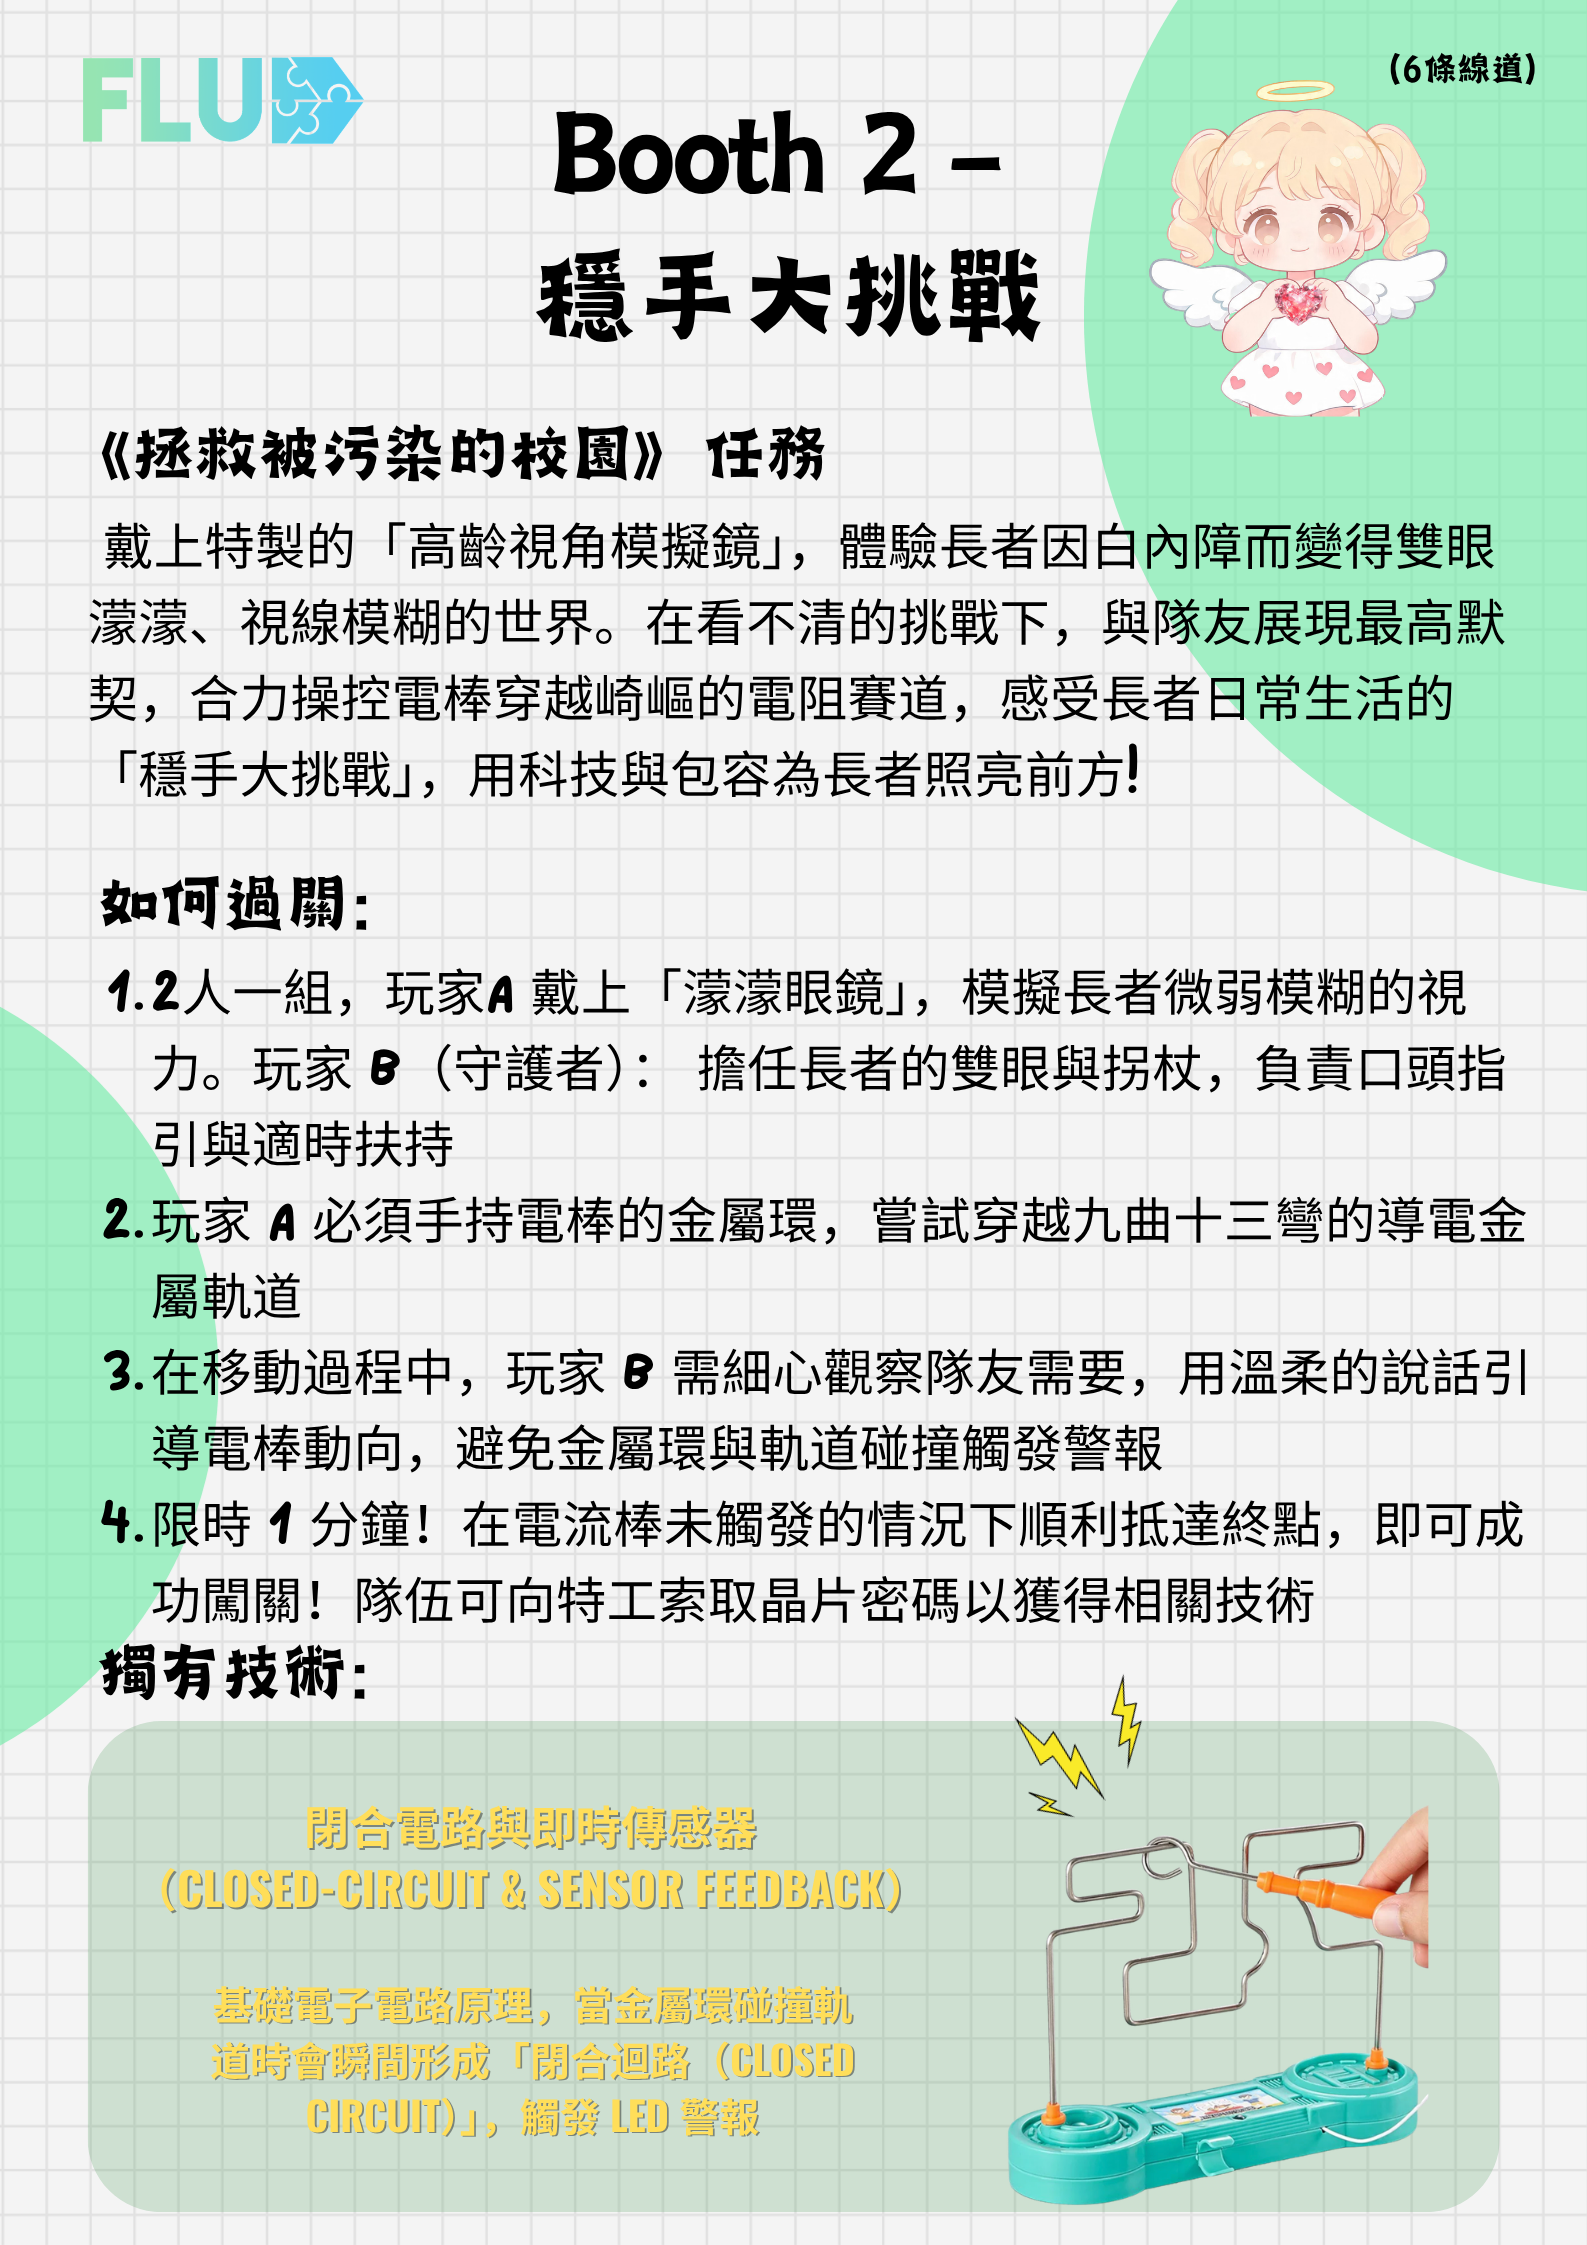 FLUD
(6條線道)
Booth 2 –
穩手大挑戰
《拯救被污染的校園》 任務
戴上特製的「高齡視角模擬鏡」，體驗長者因白內障而變得雙眼
濛濛、視線模糊的世界。在看不清的挑戰下，與隊友展現最高默
契，合力操控電棒穿越崎嶇的電阻賽道，感受長者日常生活的
「穩手大挑戰」，用科技與包容為長者照亮前方!
如何過關:
1.2人一組，玩家A 戴上「濛濛眼鏡」，模擬長者微弱模糊的視
力。玩家 B（守護者）： 擔任長者的雙眼與拐杖，負責口頭指
引與適時扶持
2.玩家 A 必須手持電棒的金屬環，嘗試穿越九曲十三彎的導電金
屬軌道
3.在移動過程中，玩家 B 需細心觀察隊友需要，用溫柔的說話引
導電棒動向，避免金屬環與軌道碰撞觸發警報
4.限時 1 分鐘！在電流棒未觸發的情況下順利抵達終點，即可成
功闖關！隊伍可向特工索取晶片密碼以獲得相關技術
獨有技術:
閉合電路與即時傳感器
（CLOSED-CIRCUIT & SENSOR FEEDBACK）
基礎電子電路原理，當金屬環碰撞軌
道時會瞬間形成「閉合迴路（CLOSED
CIRCUIT）」，觸發 LED 警報